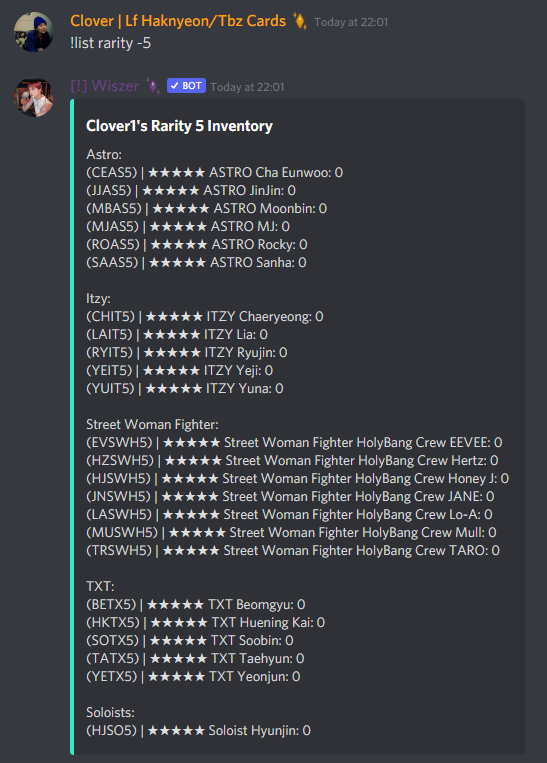 Clover | Lf Haknyeon/Tbz Cards Today at 22:01
!list rarity -5
[!] Wiszer BOT Today at 22:01
Clover1's Rarity 5 Inventory
Astro:
(CEAS5) | ★★★★★ ASTRO Cha Eunwoo: 0
(JJAS5) | ★★★★★ ASTRO JinJin: 0
(MBAS5) | ★★★★★ ASTRO Moonbin: 0
(MJAS5) | ★★★★★ ASTRO MJ: 0
(ROAS5) | ★★★★★ ASTRO Rocky: 0
(SAAS5) | ★★★★★ ASTRO Sanha: 0
Itzy:
(CHIT5) | ★★★★★ ITZY Chaeryeong: 0
(LAIT5) | ★★★★★ ITZY Lia: 0
(RYIT5) | ★★★★★ ITZY Ryujin: 0
(YEIT5) | ★★★★★ ITZY Yeji: 0
(YUIT5) | ★★★★★ ITZY Yuna: 0
Street Woman Fighter:
(EVSWH5) | ★★★★★ Street Woman Fighter HolyBang Crew EEVEE: 0
(HZSWH5) | ★★★★★ Street Woman Fighter HolyBang Crew Hertz: 0
(HJSWH5) | ★★★★★ Street Woman Fighter HolyBang Crew Honey J: 0
(JNSWH5) | ★★★★★ Street Woman Fighter HolyBang Crew JANE: 0
(LASWH5) | ★★★★★ Street Woman Fighter HolyBang Crew Lo-A: 0
(MUSWH5) | ★★★★★ Street Woman Fighter HolyBang Crew Mull: 0
(TRSWH5) | ★★★★★ Street Woman Fighter HolyBang Crew TARO: 0
TXT:
(BETX5) | ★★★★★ TXT Beomgyu: 0
(HKTX5) | ★★★★★ TXT Huening Kai: 0
(SOTX5) | ★★★★★ TXT Soobin: 0
(TATX5) | ★★★★★ TXT Taehyun: 0
(YETX5) | ★★★★★ TXT Yeonjun: 0
Soloists:
(HJSO5) | ★★★★★ Soloist Hyunjin: 0